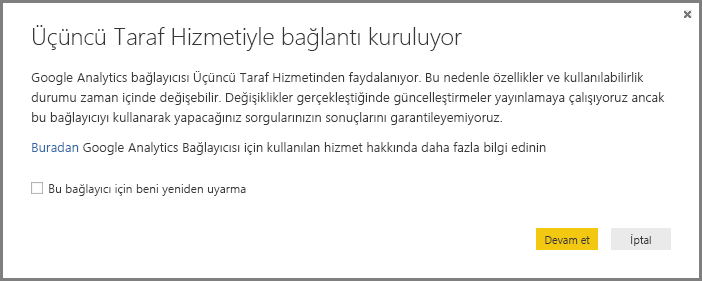 Üçüncü Taraf Hizmetiyle bağlantı kuruluyor
Google Analytics bağlayıcısı Üçüncü Taraf Hizmetinden faydalanıyor. Bu nedenle özellikler ve kullanılabilirlik
durumu zaman içinde değişebilir. Değişiklikler gerçekleştiğinde güncelleştirmeler yayınlamaya çalışıyoruz ancak
bu bağlayıcıyı kullanarak yapacağınız sorgularınızın sonuçlarını garantileyemiyoruz.
Buradan Google Analytics Bağlayıcısı için kullanılan hizmet hakkında daha fazla bilgi edinin
Bu bağlayıcı için beni yeniden uyarma
Devam et İptal